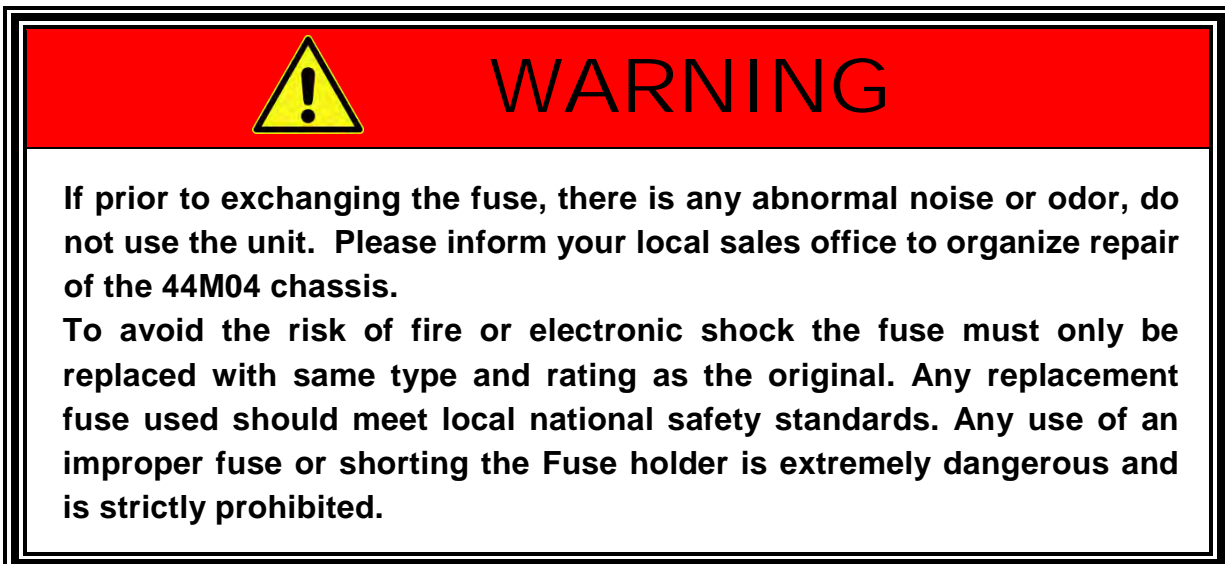 WARNING
If prior to exchanging the fuse, there is any abnormal noise or odor, do
not use the unit.  Please inform your local sales office to organize repair
of the 44M04 chassis.
To avoid the risk of fire or electronic shock the fuse must only be
replaced with same type and rating as the original. Any replacement
fuse used should meet local national safety standards. Any use of an
improper fuse or shorting the Fuse holder is extremely dangerous and
is strictly prohibited.